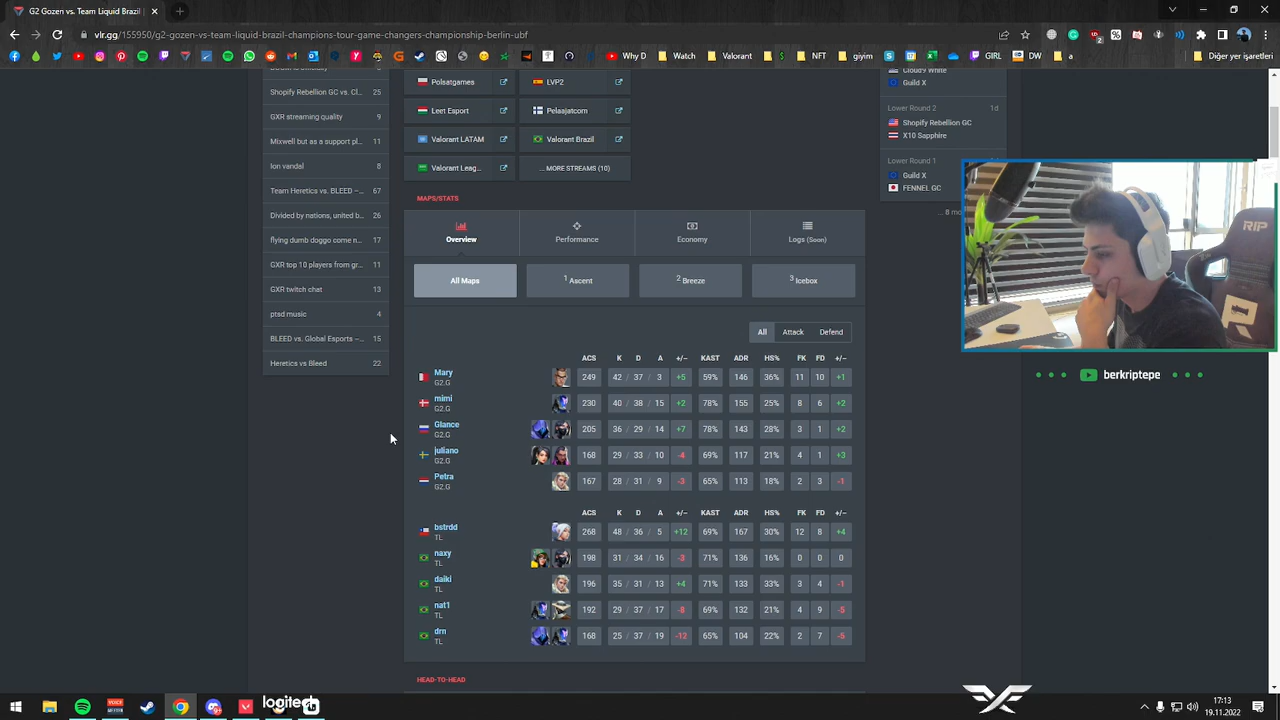 G2 Gozen vs. Team Liquid Brazil
vlr.gg/155950/g2-gozen-vs-team-liquid-brazil-champions-tour-game-changers-championship-berlin-ubf
Why D
Watch
Valorant
$
NFT
giyim
GIRL
DW
a
Diğer yer işaretleri
Shopify Rebellion GC vs. Cl... 25
GXR streaming quality 9
Mixwell but as a support pl... 11
Ion vandal 8
Team Heretics vs. BLEED –... 67
Divided by nations, united b... 26
flying dumb doggo come n... 17
GXR top 10 players from gr... 11
GXR twitch chat 13
ptsd music 4
BLEED vs. Global Esports –... 15
Heretics vs Bleed 22
Polsatgames
LVP2
Leet Esport
Pelaajatcom
Valorant LATAM
Valorant Brazil
Valorant Leag...
... MORE STREAMS (10)
MAPS/STATS
Overview
Performance
Economy
Logs (Soon)
All Maps
1 Ascent
2 Breeze
3 Icebox
All
Attack
Defend
ACS K D A +/– KAST ADR HS% FK FD +/–
Mary 249 42 / 37 / 3 +5 59% 146 36% 11 10 +1
G2.G
mimi 230 40 / 38 / 15 +2 78% 155 25% 8 6 +2
G2.G
Glance 205 36 / 29 / 14 +7 78% 143 28% 3 1 +2
G2.G
juliano 168 29 / 33 / 10 -4 69% 117 21% 4 1 +3
G2.G
Petra 167 28 / 31 / 9 -3 65% 113 18% 2 3 -1
G2.G
ACS K D A +/– KAST ADR HS% FK FD +/–
bstrdd 268 48 / 36 / 5 +12 69% 167 30% 12 8 +4
TL
naxy 198 31 / 34 / 16 -3 71% 136 16% 0 0 0
TL
daiki 196 35 / 31 / 13 +4 71% 133 33% 3 4 -1
TL
nat1 192 29 / 37 / 17 -8 69% 132 21% 4 9 -5
TL
drn 168 25 / 37 / 19 -12 65% 104 22% 2 7 -5
TL
HEAD-TO-HEAD
Cloud9 White
Guild X
Lower Round 2 1d
Shopify Rebellion GC
X10 Sapphire
Lower Round 1
Guild X
FENNEL GC
... 8 mo
RIP
berkriptepe
VOICE
logitech
17:13
19.11.2022